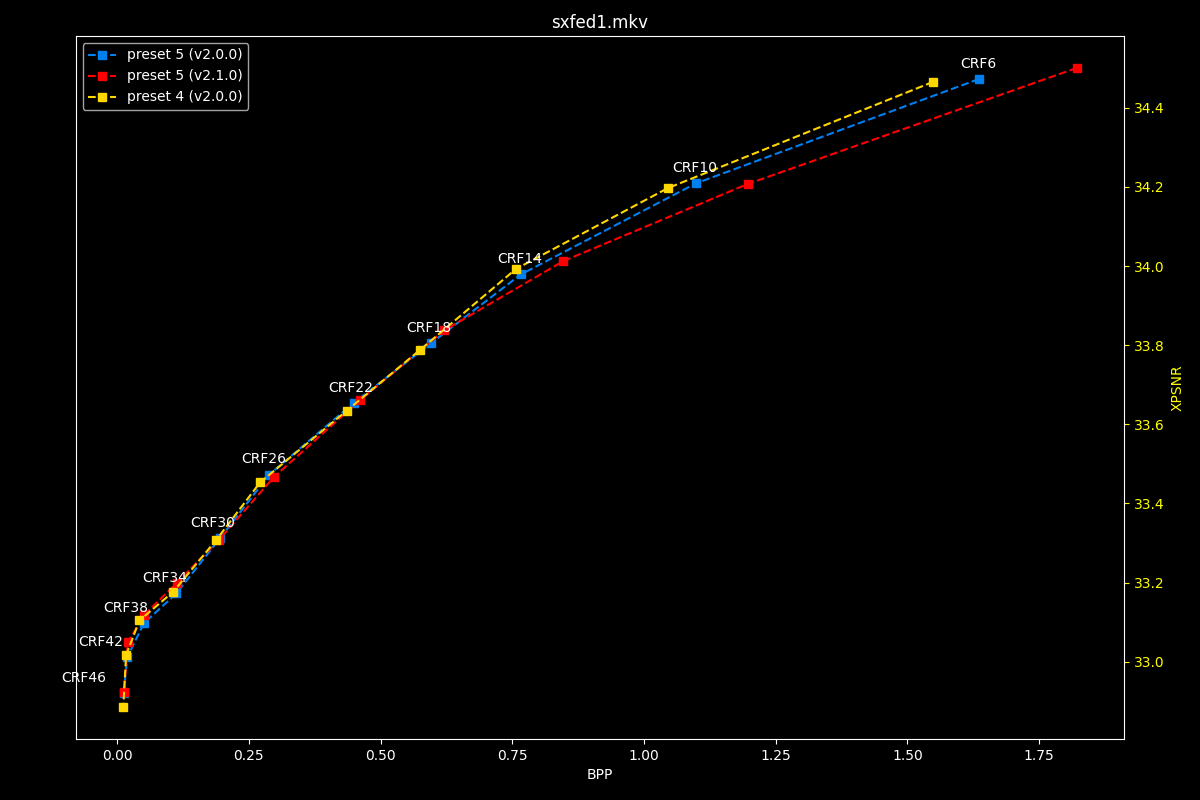 sxfed1.mkv
preset 5 (v2.0.0)
preset 5 (v2.1.0)
preset 4 (v2.0.0)
CRF6
CRF10
CRF14
CRF18
CRF22
CRF26
CRF30
CRF34
CRF38
CRF42
CRF46
34.4
34.2
34.0
33.8
33.6
33.4
33.2
33.0
XPSNR
0.00 0.25 0.50 0.75 1.00 1.25 1.50 1.75
BPP